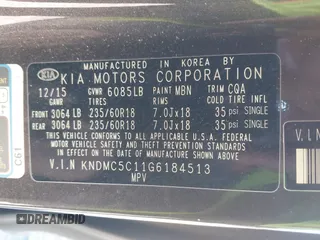 MANUFACTURED IN KOREA BY
KIA KIA MOTORS CORPORATION
12/15 GVWR 6085LB PAINT MBN TRIM CQA
GAWR TIRES RIMS COLD TIRE INFL
FRONT 3064 LB 235/60R18 7.0Jx18 35 psi SINGLE
REAR 3064 LB 235/60R18 7.0Jx18 35 psi SINGLE
THIS VEHICLE CONFORMS TO ALL APPLICABLE FEDERAL
MOTOR VEHICLE SAFETY AND THEFT PREVENTION STANDARDS
IN EFFECT ON THE DATE OF MANUFACTURE SHOWN ABOVE.
V.I.N KNDMC5C11G6184513
MPV
C61
V.I.N
DREAMBID